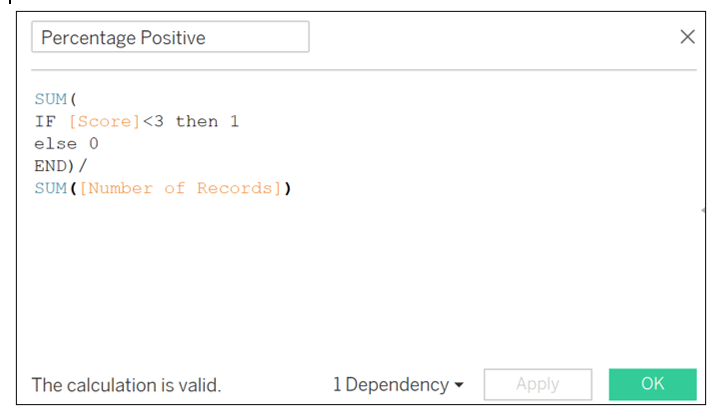 Percentage Positive
SUM(
IF [Score]<3 then 1
else 0
END)/
SUM([Number of Records])
The calculation is valid.
1 Dependency
Apply
OK